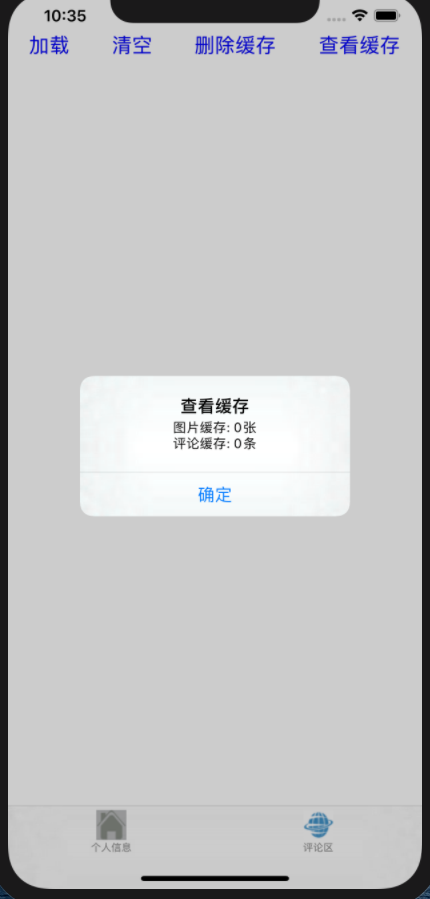 10:35
加载 清空 删除缓存 查看缓存
查看缓存
图片缓存: 0张
评论缓存: 0条
确定
个人信息 评论区